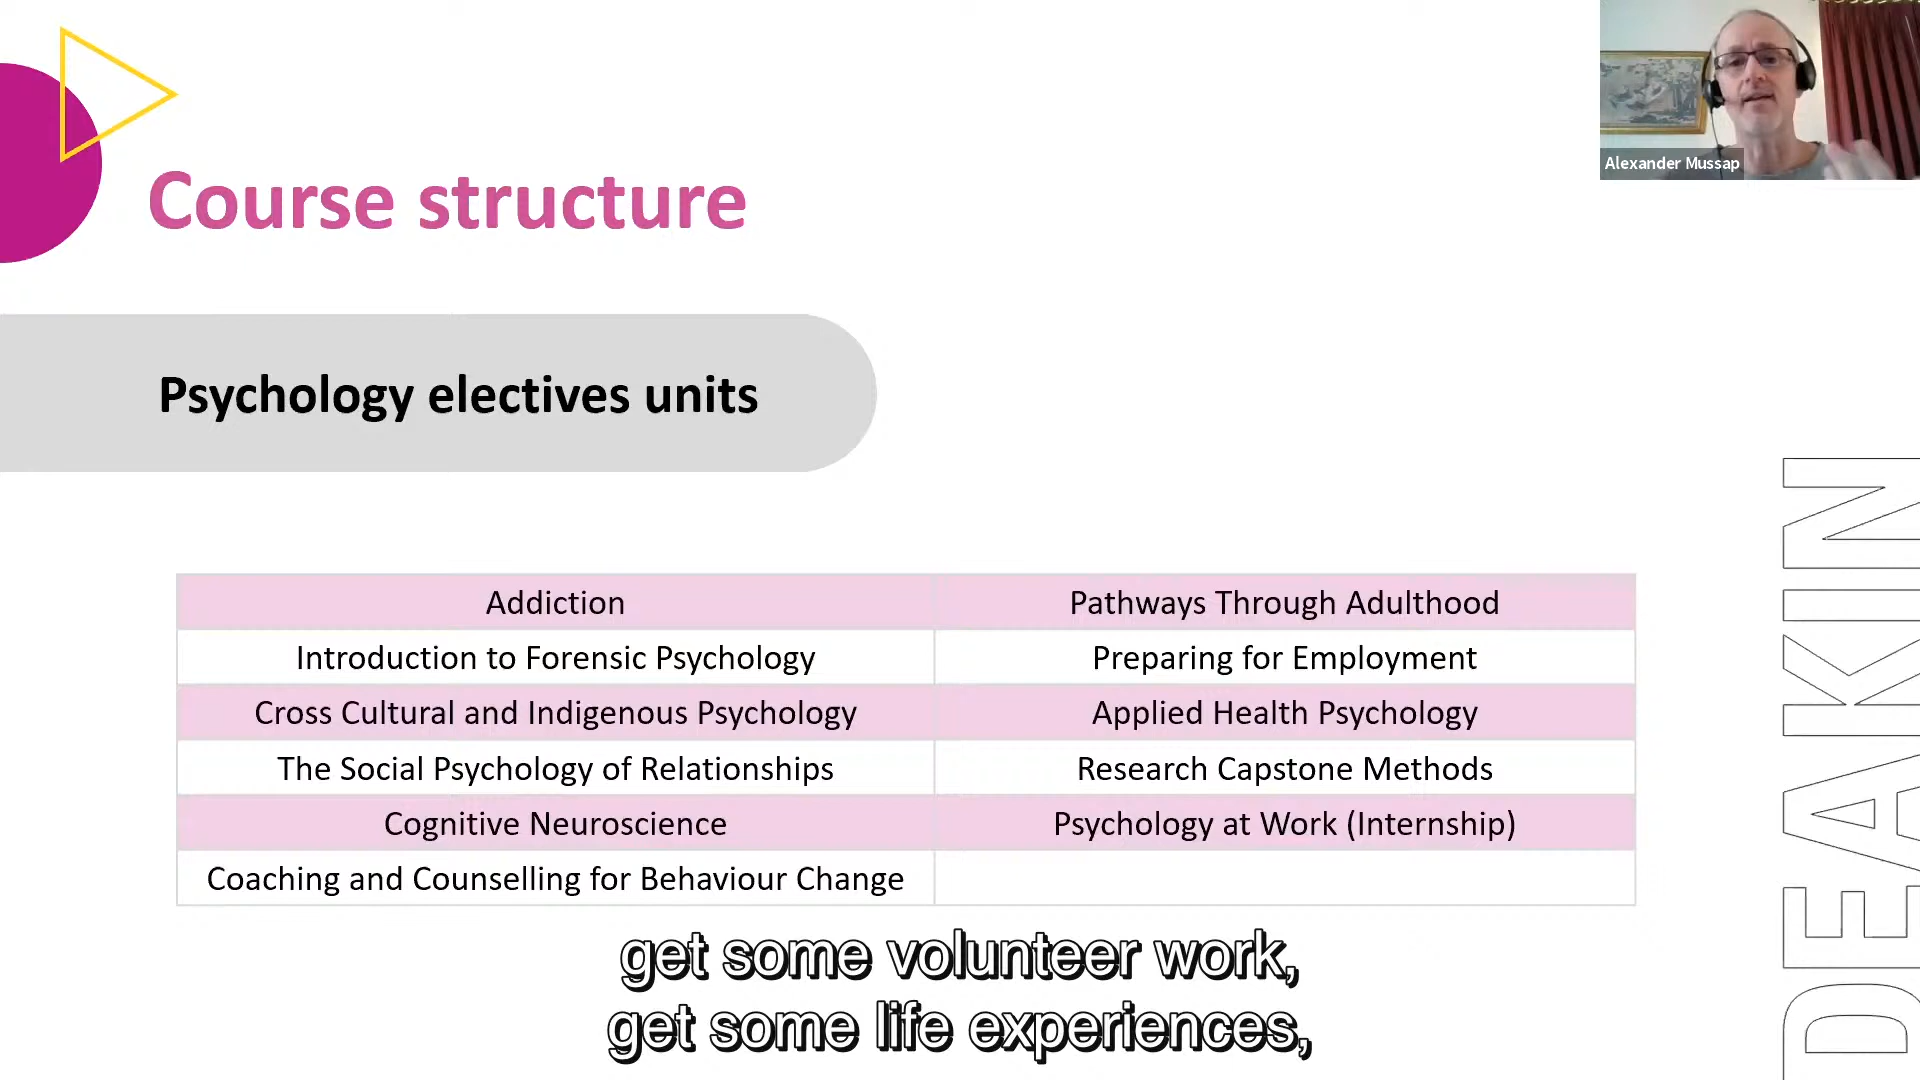 Alexander Mussap
Course structure
Psychology electives units
Addiction
Pathways Through Adulthood
Introduction to Forensic Psychology
Preparing for Employment
Cross Cultural and Indigenous Psychology
Applied Health Psychology
The Social Psychology of Relationships
Research Capstone Methods
Cognitive Neuroscience
Psychology at Work (Internship)
Coaching and Counselling for Behaviour Change
DEAKIN
get some volunteer work,
get some life experiences,